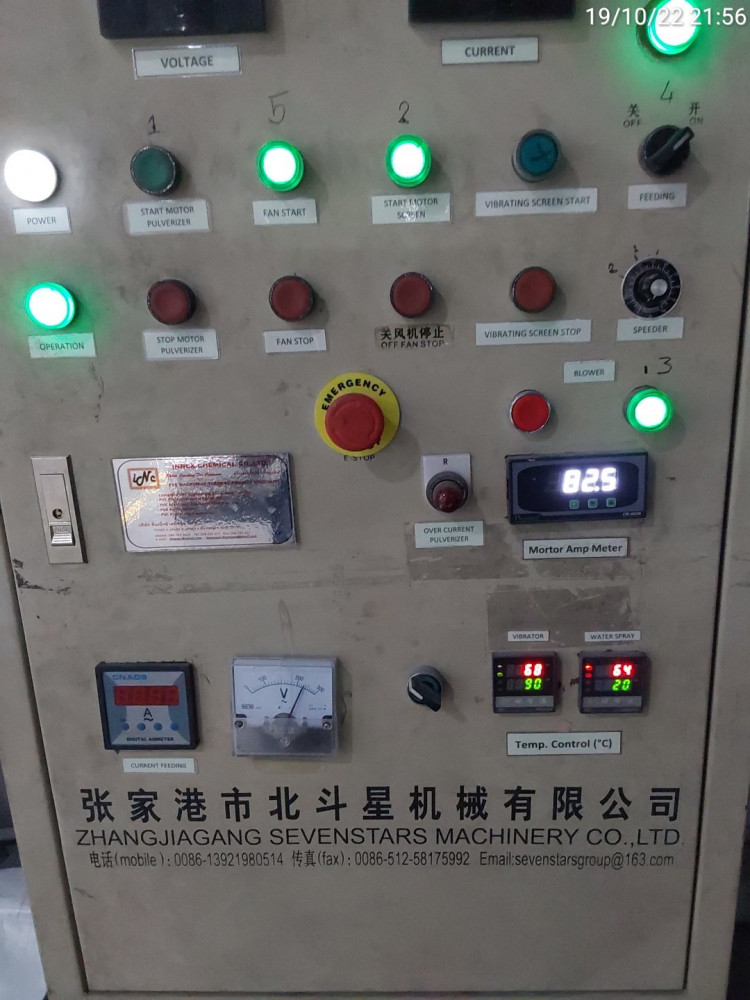 19/10/22 21:56
VOLTAGE
CURRENT
1
5
2
4
关 开
OFF ON
POWER
START MOTOR
PULVERIZER
FAN START
START MOTOR
SCREEN
VIBRATING SCREEN START
FEEDING
2
OPERATION
STOP MOTOR
PULVERIZER
FAN STOP
关风机停止
OFF FAN STOP
VIBRATING SCREEN STOP
SPEEDER
BLOWER
3
EMERGENCY
E-STOP
INNEX CHEMICAL CO.,LTD.
R
OVER CURRENT
PULVERIZER
82.5
Mortor Amp Meter
VIBRATOR
WATER SPRAY
68
90
64
20
A
DIGITAL AMMETER
V
CURRENT FEEDING
Temp. Control (°C)
张家港市北斗星机械有限公司
ZHANGJIAGANG SEVENSTARS MACHINERY CO.,LTD
电话(mobile): 0086-13921980514 传真(fax): 0086-512-58175992 Email:sevenstarsgroup@163.com